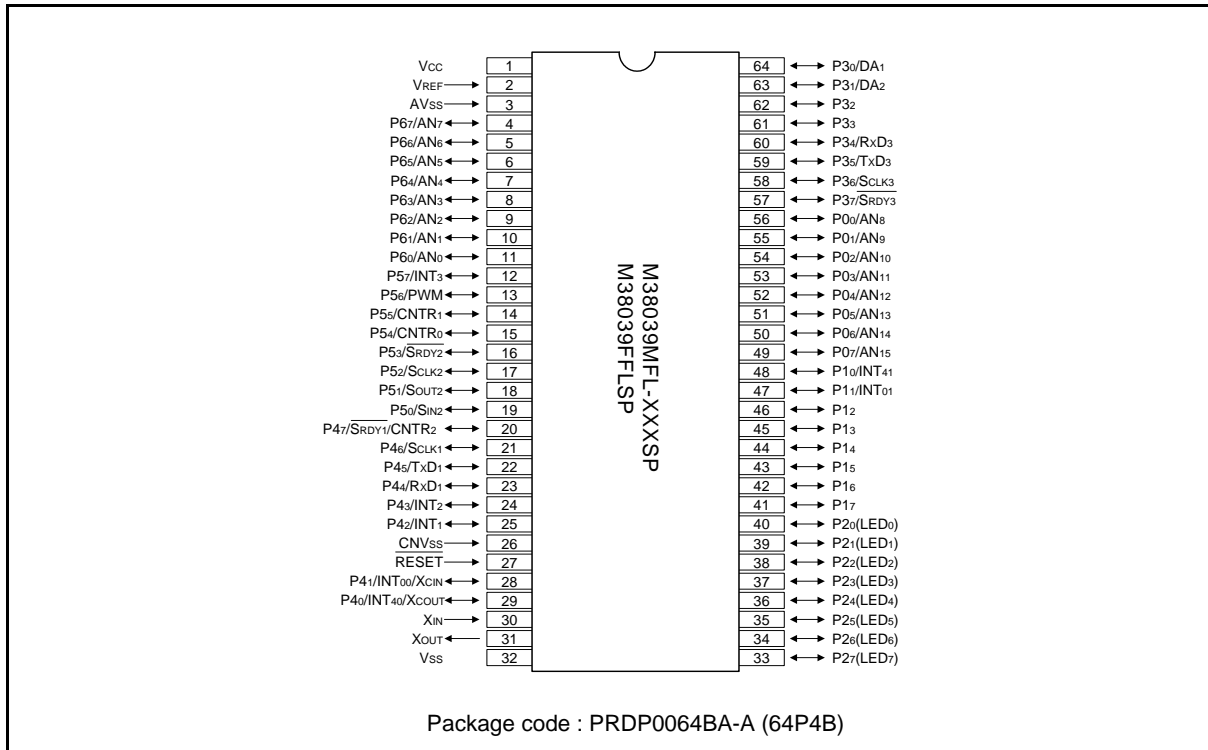 VCC 1 64 P30/DA1
VREF 2 63 P31/DA2
AVSS 3 62 P32
P67/AN7 4 61 P33
P66/AN6 5 60 P34/RXD3
P65/AN5 6 59 P35/TXD3
P64/AN4 7 58 P36/SCLK3
P63/AN3 8 57 P37/SRDY3
P62/AN2 9 56 P00/AN8
P61/AN1 10 55 P01/AN9
P60/AN0 11 54 P02/AN10
P57/INT3 12 53 P03/AN11
P56/PWM 13 52 P04/AN12
P55/CNTR1 14 51 P05/AN13
P54/CNTR0 15 50 P06/AN14
P53/SRDY2 16 49 P07/AN15
P52/SCLK2 17 48 P10/INT41
P51/SOUT2 18 47 P11/INT01
P50/SIN2 19 46 P12
P47/SRDY1/CNTR2 20 45 P13
P46/SCLK1 21 44 P14
P45/TXD1 22 43 P15
P44/RXD1 23 42 P16
P43/INT2 24 41 P17
P42/INT1 25 40 P20(LED0)
CNVSS 26 39 P21(LED1)
RESET 27 38 P22(LED2)
P41/INT00/XCIN 28 37 P23(LED3)
P40/INT40/XCOUT 29 36 P24(LED4)
XIN 30 35 P25(LED5)
XOUT 31 34 P26(LED6)
VSS 32 33 P27(LED7)
M38039MFL-XXXSP
M38039FFLSP
Package code : PRDP0064BA-A (64P4B)